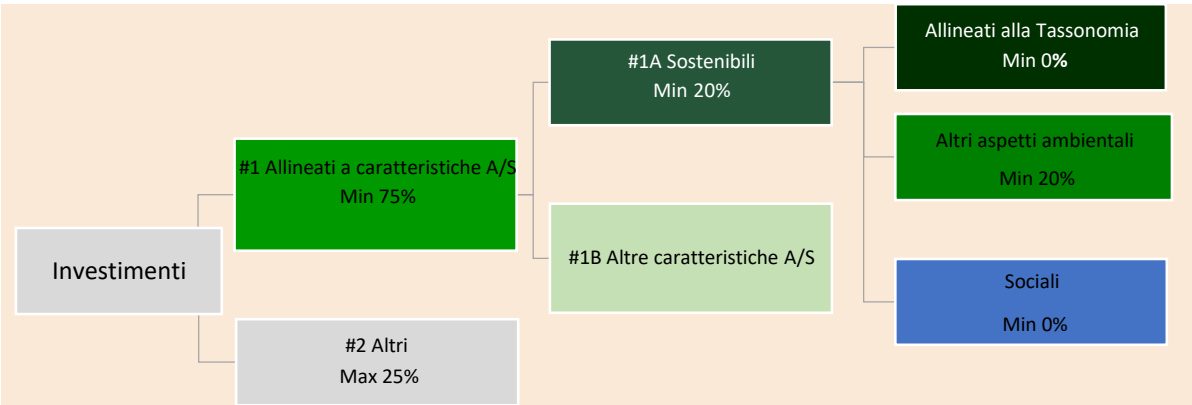 Investimenti
#1 Allineati a caratteristiche A/S
Min 75%
#2 Altri
Max 25%
#1A Sostenibili
Min 20%
#1B Altre caratteristiche A/S
Allineati alla Tassonomia
Min 0%
Altri aspetti ambientali
Min 20%
Sociali
Min 0%